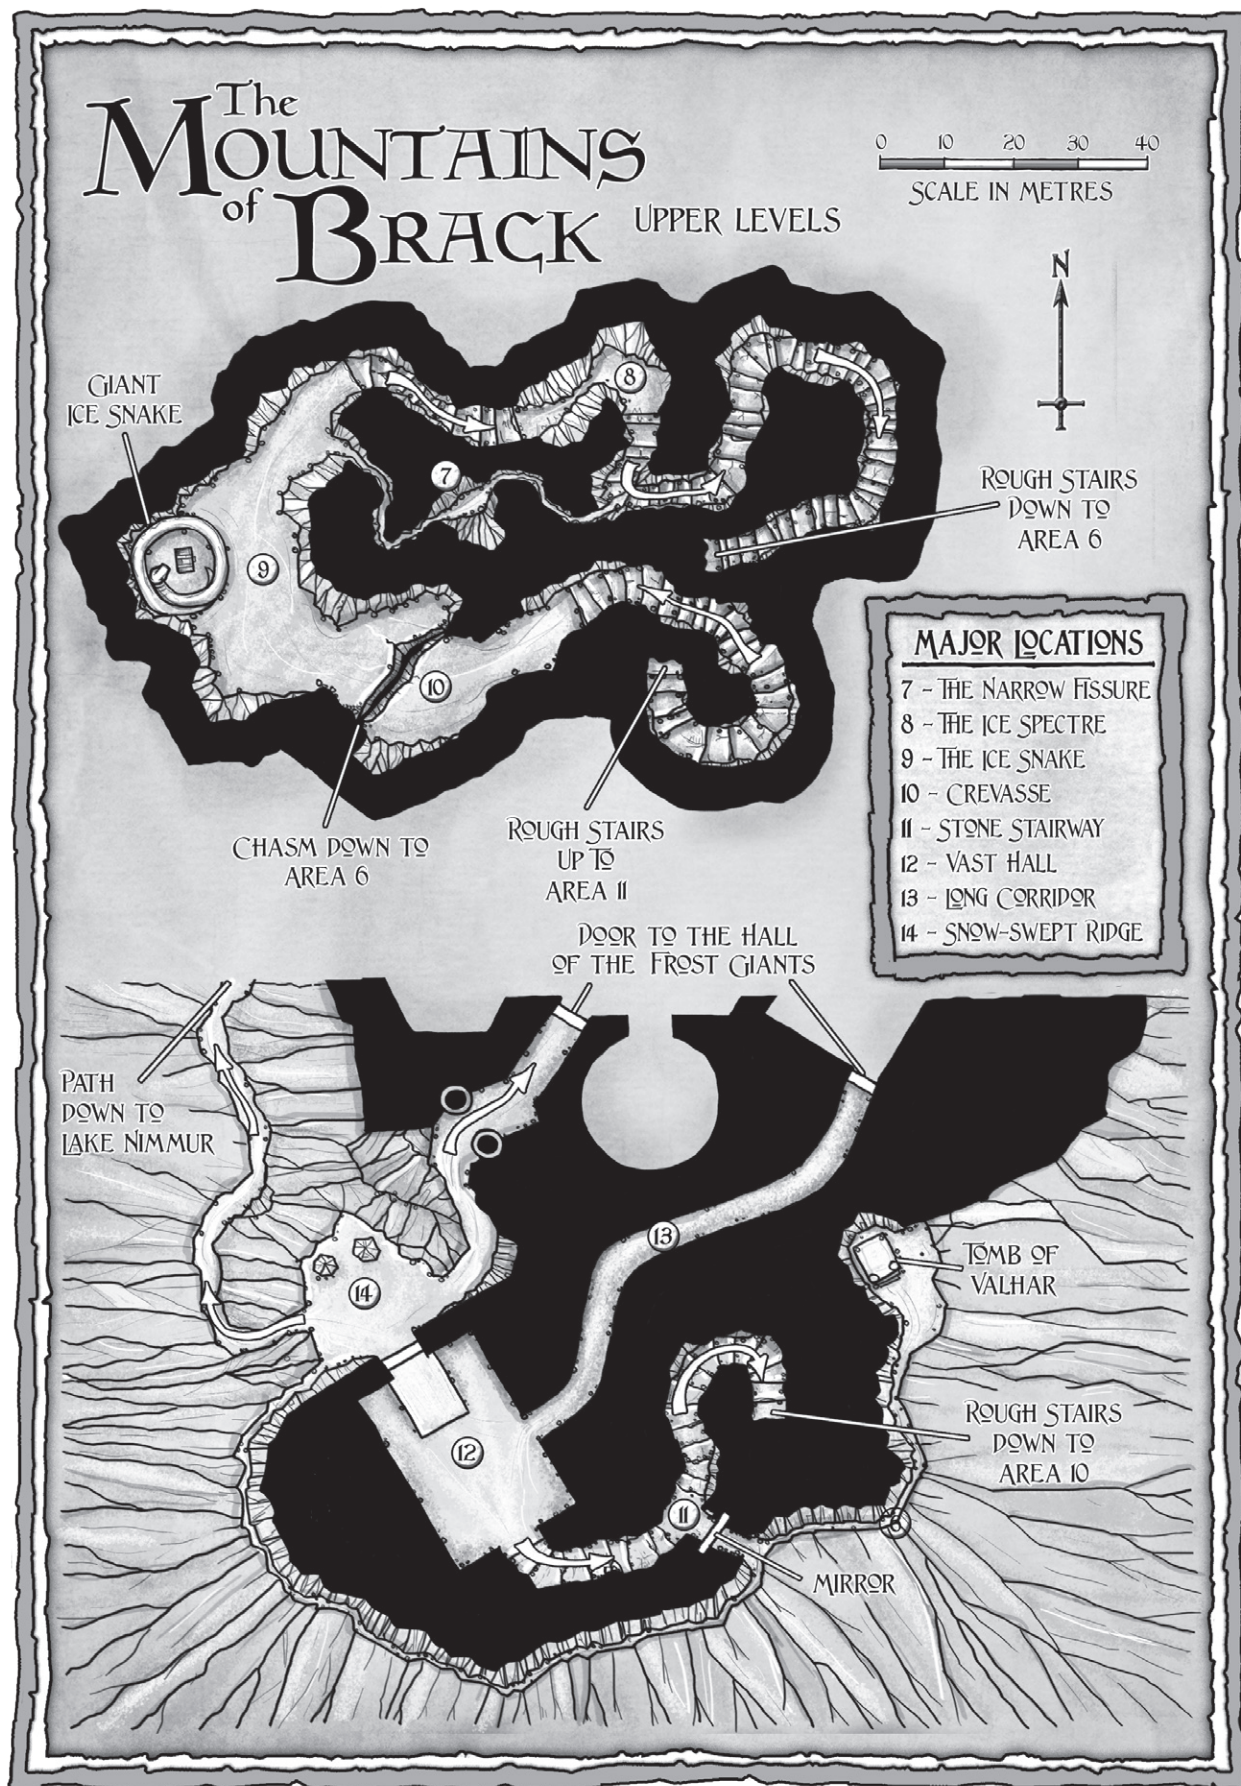 The
MOUNTAINS
of
BRACK
UPPER LEVELS
0 10 20 30 40
SCALE IN METRES
N
GIANT
ICE SNAKE
8
7
9
10
ROUGH STAIRS
DOWN TO
AREA 6
MAJOR LOCATIONS
7 - THE NARROW FISSURE
8 - THE ICE SPECTRE
9 - THE ICE SNAKE
10 - CREVASSE
11 - STONE STAIRWAY
12 - VAST HALL
13 - LONG CORRIDOR
14 - SNOW-SWEPT RIDGE
CHASM DOWN TO
AREA 6
ROUGH STAIRS
UP TO
AREA 11
DOOR TO THE HALL
OF THE FROST GIANTS
PATH
DOWN TO
LAKE NIMMUR
13
14
12
11
TOMB OF
VALHAR
ROUGH STAIRS
DOWN TO
AREA 10
MIRROR